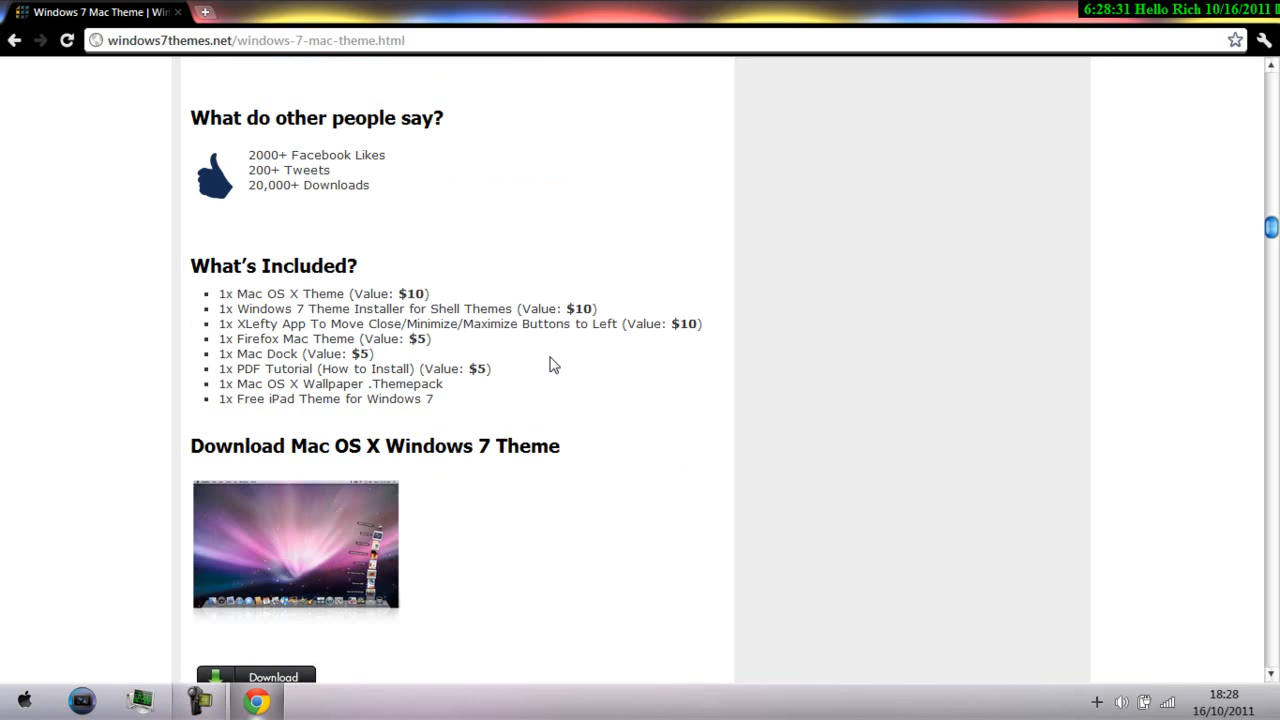 Windows 7 Mac Theme | Win
6:28:31 Hello Rich 10/16/2011
windows7themes.net/windows-7-mac-theme.html
What do other people say?
2000+ Facebook Likes
200+ Tweets
20,000+ Downloads
What's Included?
1x Mac OS X Theme (Value: $10)
1x Windows 7 Theme Installer for Shell Themes (Value: $10)
1x XLefty App To Move Close/Minimize/Maximize Buttons to Left (Value: $10)
1x Firefox Mac Theme (Value: $5)
1x Mac Dock (Value: $5)
1x PDF Tutorial (How to Install) (Value: $5)
1x Mac OS X Wallpaper .Themepack
1x Free iPad Theme for Windows 7
Download Mac OS X Windows 7 Theme
Download
18:28
16/10/2011